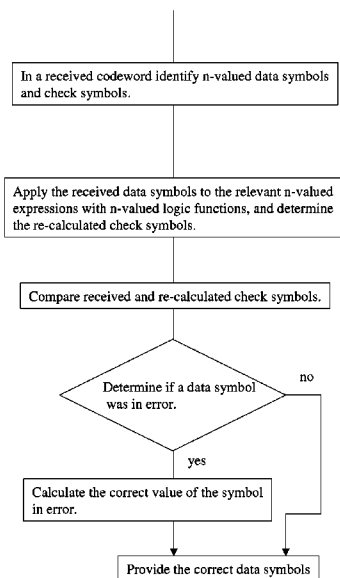 In a received codeword identify n-valued data symbols
and check symbols.
Apply the received data symbols to the relevant n-valued
expressions with n-valued logic functions, and determine
the re-calculated check symbols.
Compare received and re-calculated check symbols.
Determine if a data symbol
was in error.
no
yes
Calculate the correct value of the symbol
in error.
Provide the correct data symbols